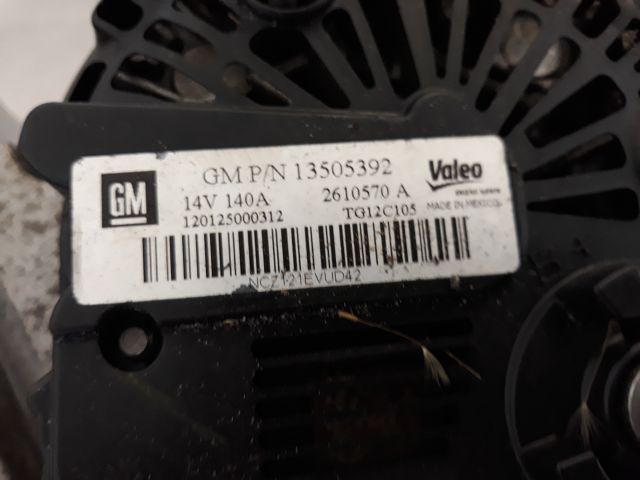 GM
GM P/N 13505392
14V 140A 2610570 A
120125000312 TG12C105
Valeo
MADE IN MEXICO
NCZ121EVUD42